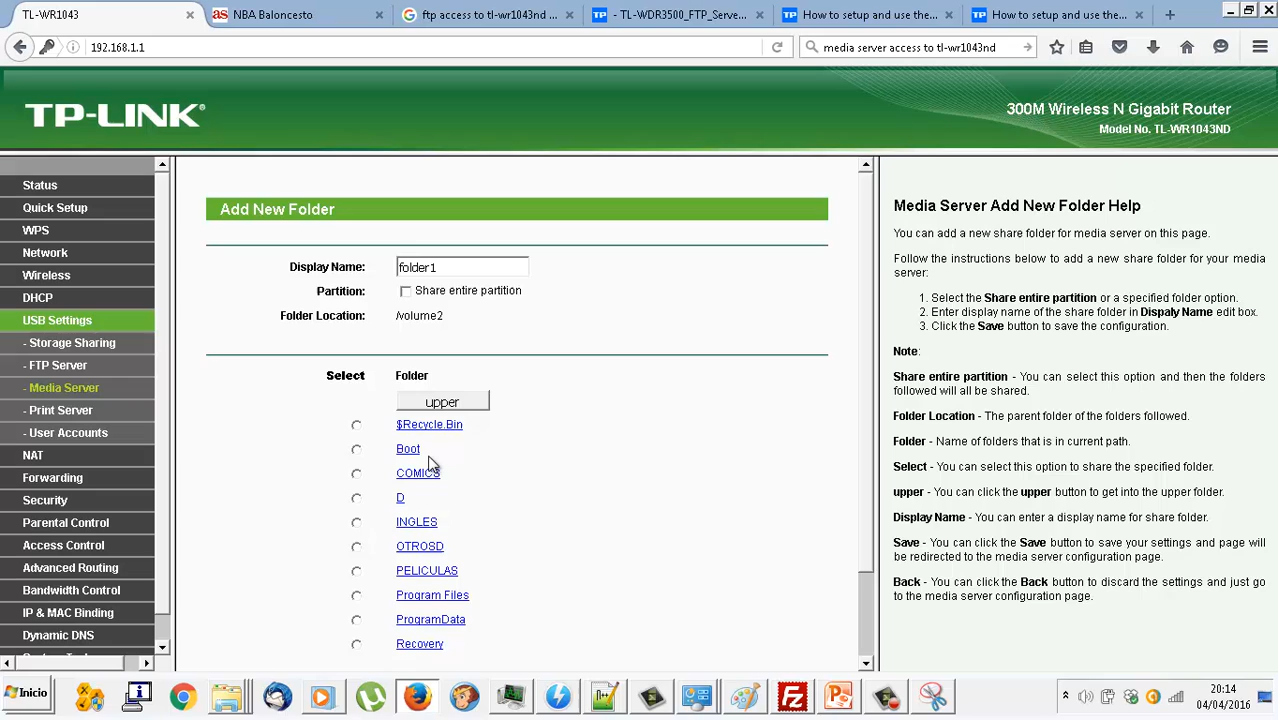 TL-WR1043
NBA Baloncesto
ftp access to tl-wr1043nd ...
- TL-WDR3500_FTP_Serve...
How to setup and use the...
How to setup and use the...
192.168.1.1
media server access to tl-wr1043nd
TP-LINK
300M Wireless N Gigabit Router
Model No. TL-WR1043ND
Status
Quick Setup
WPS
Network
Wireless
DHCP
USB Settings
- Storage Sharing
- FTP Server
- Media Server
- Print Server
- User Accounts
NAT
Forwarding
Security
Parental Control
Access Control
Advanced Routing
Bandwidth Control
IP & MAC Binding
Dynamic DNS
Add New Folder
Display Name:
folder1
Partition:
Share entire partition
Folder Location:
/volume2
Select
Folder
upper
$Recycle.Bin
Boot
COMICS
D
INGLES
OTROSD
PELICULAS
Program Files
ProgramData
Recovery
Media Server Add New Folder Help
You can add a new share folder for media server on this page.
Follow the instructions below to add a new share folder for your media
server:
1. Select the Share entire partition or a specified folder option.
2. Enter display name of the share folder in Dispaly Name edit box.
3. Click the Save button to save the configuration.
Note:
Share entire partition - You can select this option and then the folders
followed will all be shared.
Folder Location - The parent folder of the folders followed.
Folder - Name of folders that is in current path.
Select - You can select this option to share the specified folder.
upper - You can click the upper button to get into the upper folder.
Display Name - You can enter a display name for share folder.
Save - You can click the Save button to save your settings and page will
be redirected to the media server configuration page.
Back - You can click the Back button to discard the settings and just go
to the media server configuration page.
Inicio
20:14
04/04/2016